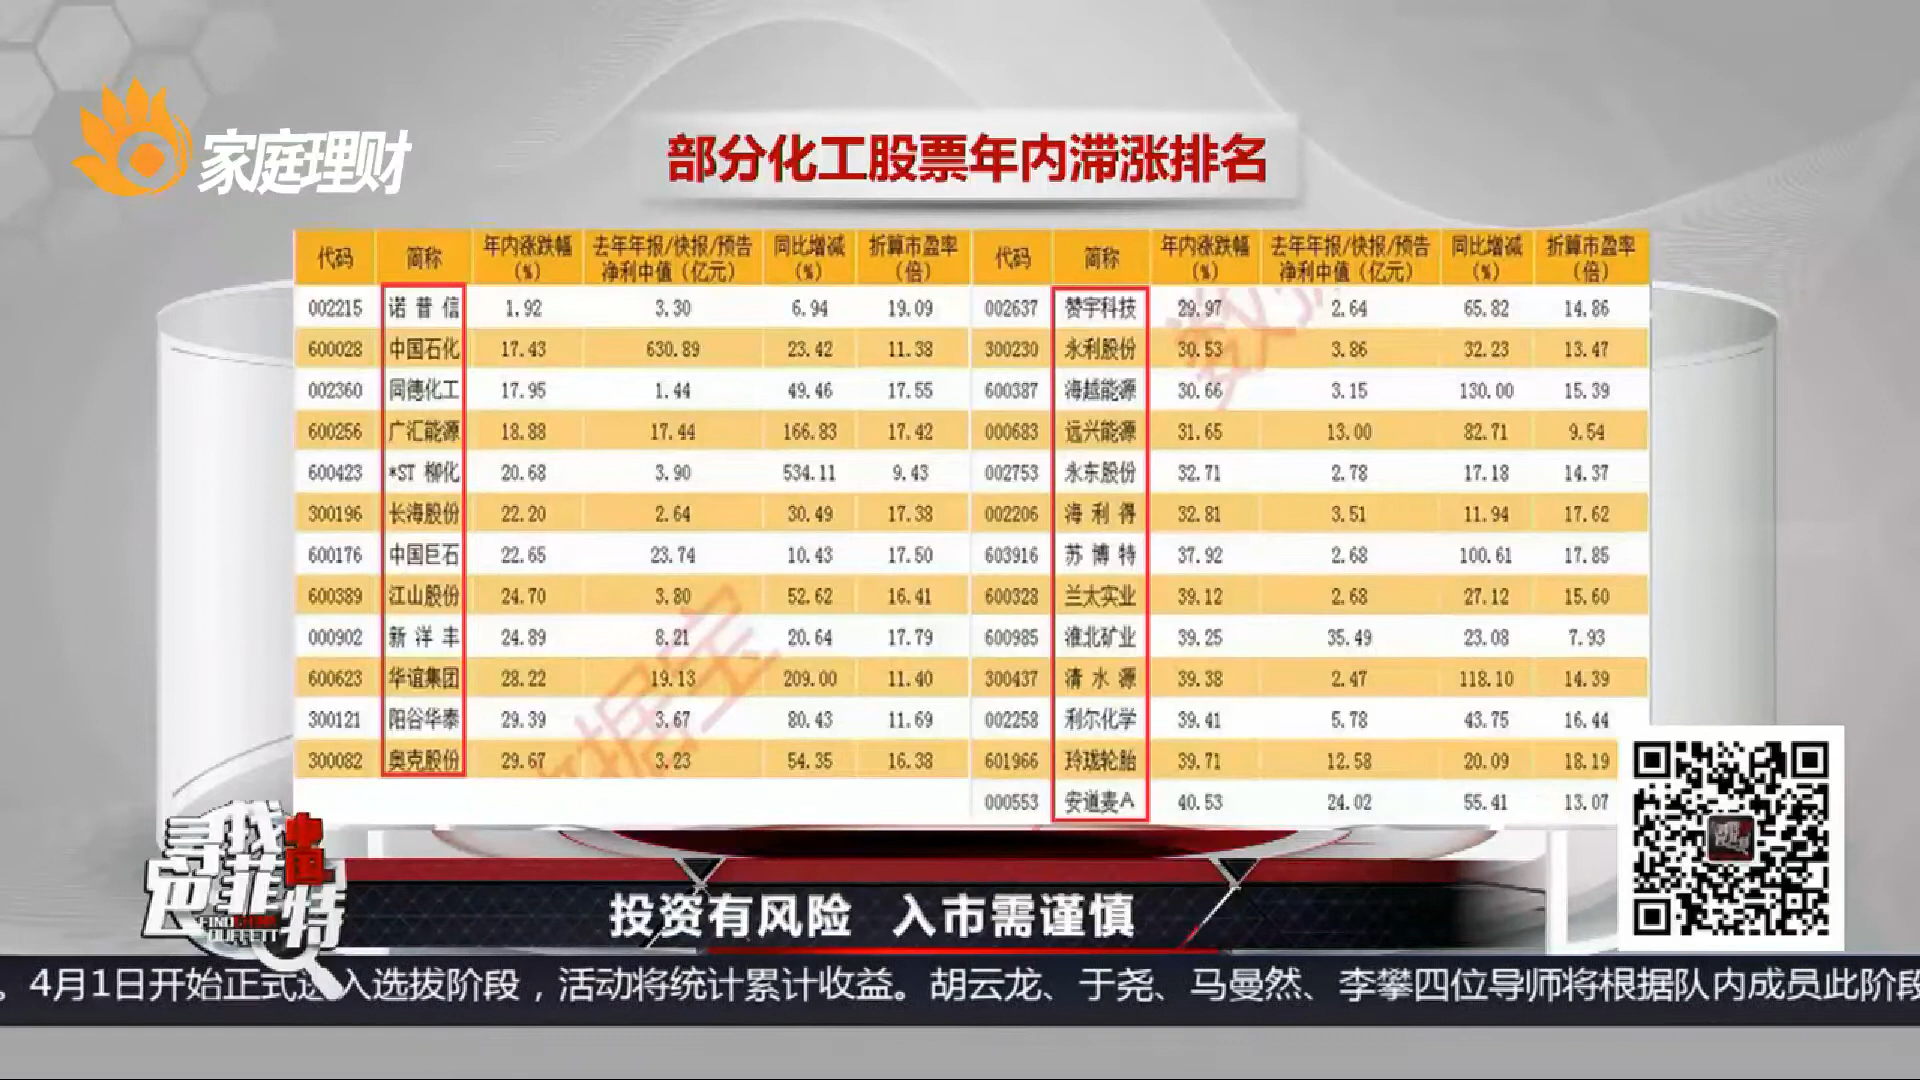 家庭理财
部分化工股票年内滞涨排名
代码 简称 年内涨跌幅(%) 去年年报/快报/预告净利中值(亿元) 同比增减(%) 折算市盈率(倍) 代码 简称 年内涨跌幅(%) 去年年报/快报/预告净利中值(亿元) 同比增减(%) 折算市盈率(倍)
002215 诺普信 1.92 3.30 6.94 19.09 002637 赞宇科技 29.97 2.64 65.82 14.86
600028 中国石化 17.43 630.89 23.42 11.38 300230 永利股份 30.53 3.86 32.23 13.47
002360 同德化工 17.95 1.44 49.46 17.55 600387 海越能源 30.66 3.15 130.00 15.39
600256 广汇能源 18.88 17.44 166.83 17.42 000683 远兴能源 31.65 13.00 82.71 9.54
600423 *ST 柳化 20.68 3.90 534.11 9.43 002753 永东股份 32.71 2.78 17.18 14.37
300196 长海股份 22.20 2.64 30.49 17.38 002206 海利得 32.81 3.51 11.94 17.62
600176 中国巨石 22.65 23.74 10.43 17.50 603916 苏博特 37.92 2.68 100.61 17.85
600389 江山股份 24.70 3.80 52.62 16.41 600328 兰太实业 39.12 2.68 27.12 15.60
000902 新洋丰 24.89 8.21 20.64 17.79 600985 淮北矿业 39.25 35.49 23.08 7.93
600623 华谊集团 28.22 19.13 209.00 11.40 300437 清水源 39.38 2.47 118.10 14.39
300121 阳谷华泰 29.39 3.67 80.43 11.69 002258 利尔化学 39.41 5.78 43.75 16.44
300082 奥克股份 29.67 3.23 54.35 16.38 601966 玲珑轮胎 39.71 12.58 20.09 18.19
000553 安道麦A 40.53 24.02 55.41 13.07
数据宝
寻找中国巴菲特
投资有风险 入市需谨慎
。4月1日开始正式进入选拔阶段，活动将统计累计收益。胡云龙、于尧、马曼然、李攀四位导师将根据队内成员此阶段